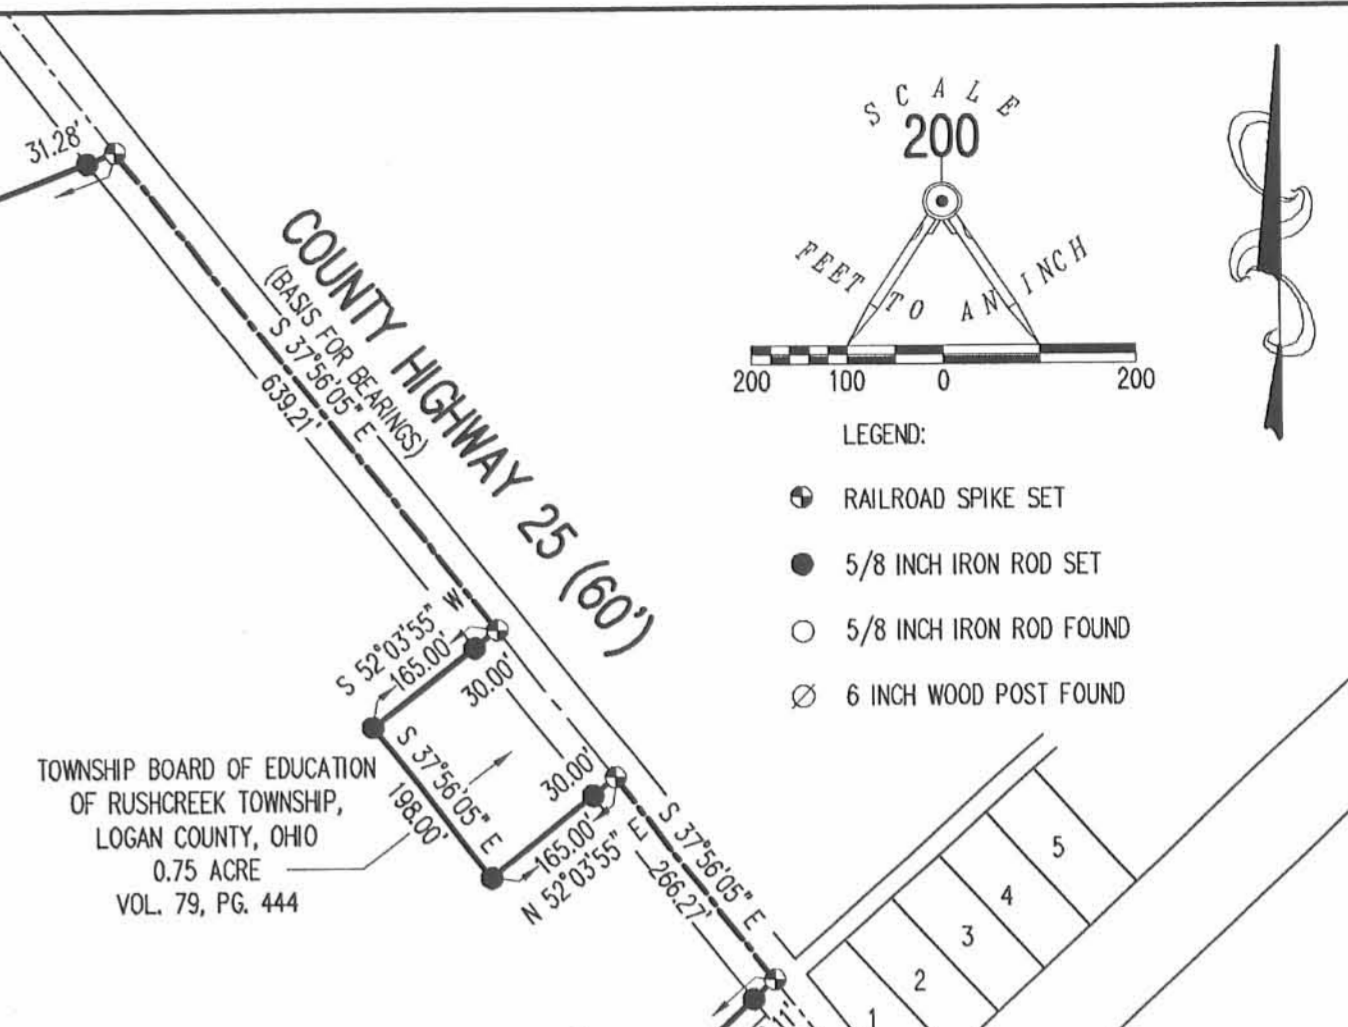 SCALE
200
FEET TO AN INCH
200 100 0 200
LEGEND:
RAILROAD SPIKE SET
5/8 INCH IRON ROD SET
5/8 INCH IRON ROD FOUND
6 INCH WOOD POST FOUND
31.28'
COUNTY HIGHWAY 25 (60')
(BASIS FOR BEARINGS)
S 37°56'05" E
639.21'
S 52°03'55" W
165.00'
30.00'
S 37°56'05" E
198.00'
30.00'
165.00'
N 52°03'55" E
S 37°56'05" E
266.27'
TOWNSHIP BOARD OF EDUCATION
OF RUSHCREEK TOWNSHIP,
LOGAN COUNTY, OHIO
0.75 ACRE
VOL. 79, PG. 444
5
4
3
2
1